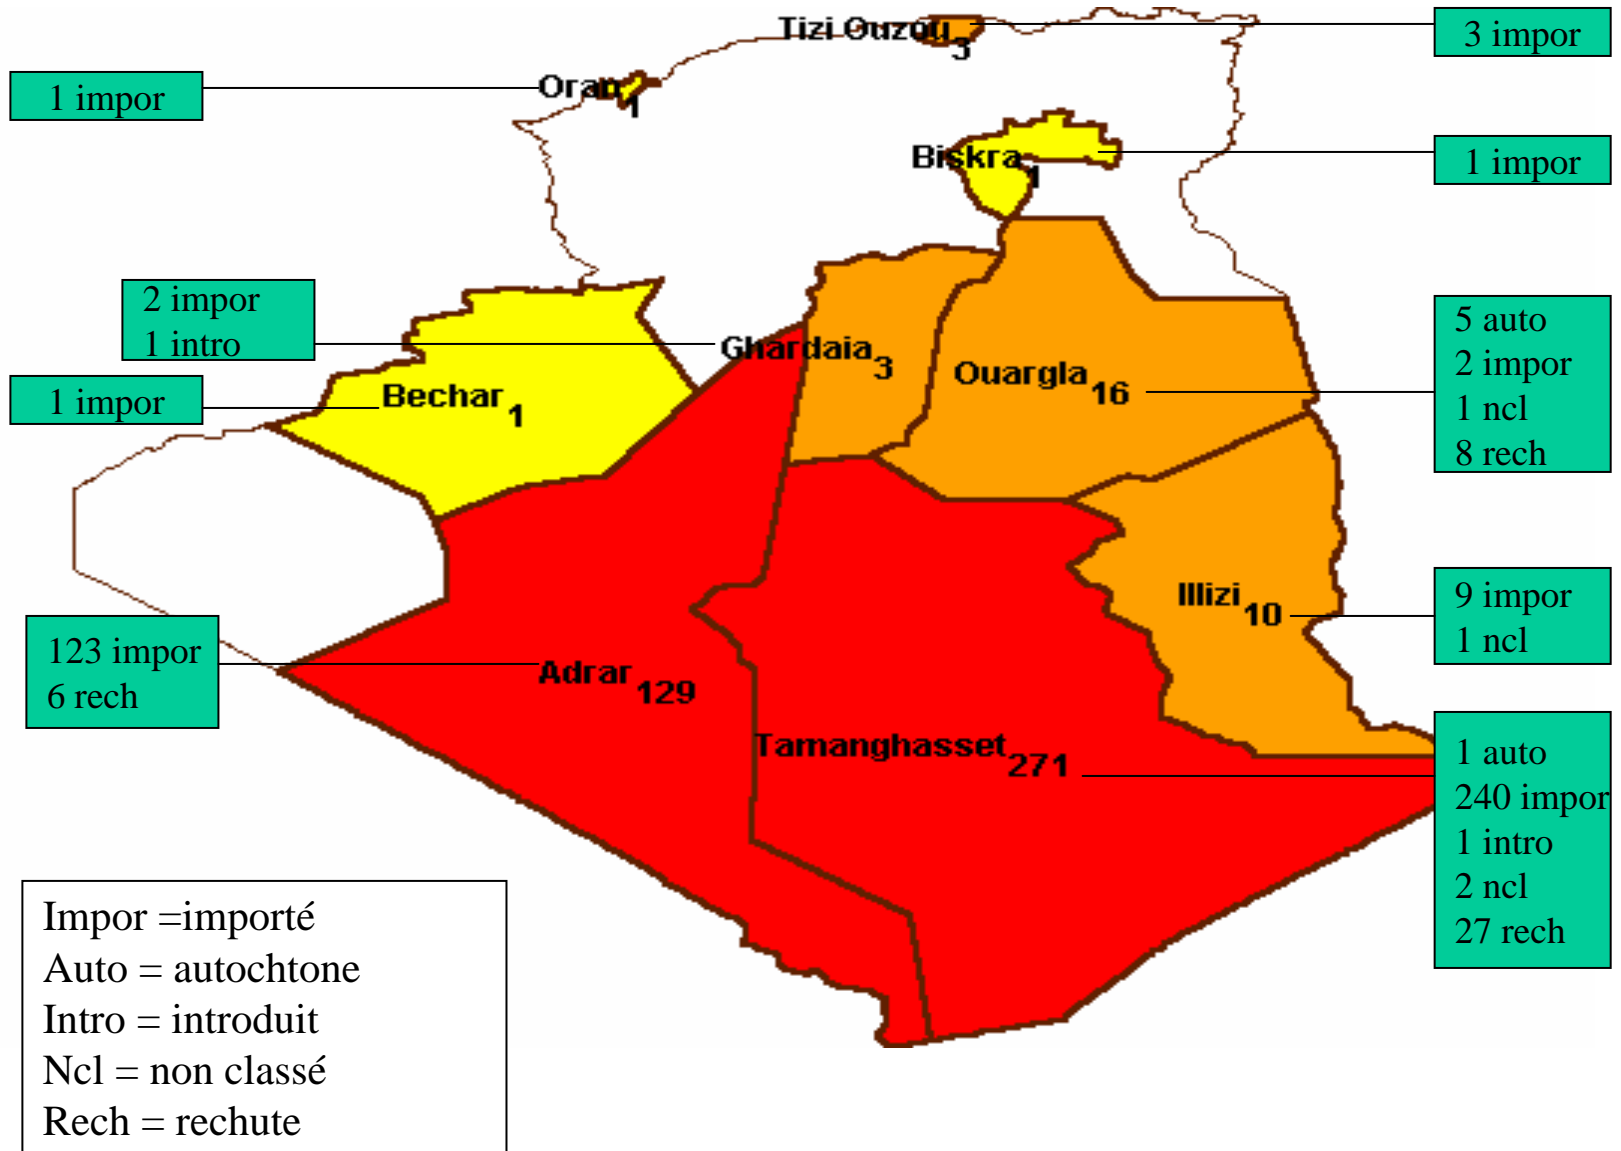 Tizi Ouzou 3
3 impor
1 impor
Oran 1
Biskra 1
1 impor
2 impor
1 intro
Ghardaia 3
Ouargla 16
5 auto
2 impor
1 ncl
8 rech
1 impor
Bechar 1
Illizi 10
9 impor
1 ncl
123 impor
6 rech
Adrar 129
Tamanghasset 271
1 auto
240 impor
1 intro
2 ncl
27 rech
Impor =importé
Auto = autochtone
Intro = introduit
Ncl = non classé
Rech = rechute